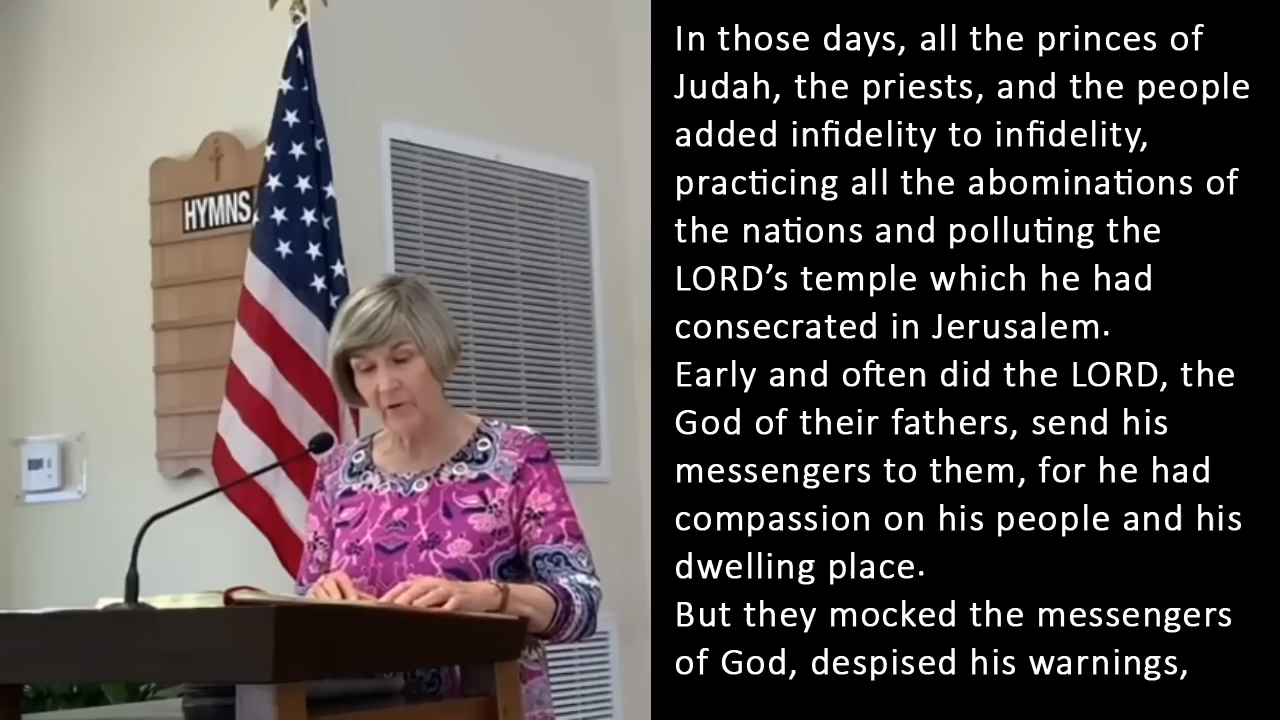 HYMNS
In those days, all the princes of
Judah, the priests, and the people
added infidelity to infidelity,
practicing all the abominations of
the nations and polluting the
LORD’s temple which he had
consecrated in Jerusalem.
Early and often did the LORD, the
God of their fathers, send his
messengers to them, for he had
compassion on his people and his
dwelling place.
But they mocked the messengers
of God, despised his warnings,